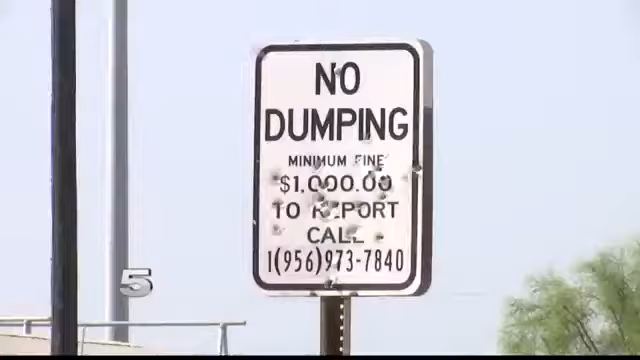 NO
DUMPING
MINIMUM FINE
$1,000.00
TO REPORT
CALL
1(956)973-7840
5